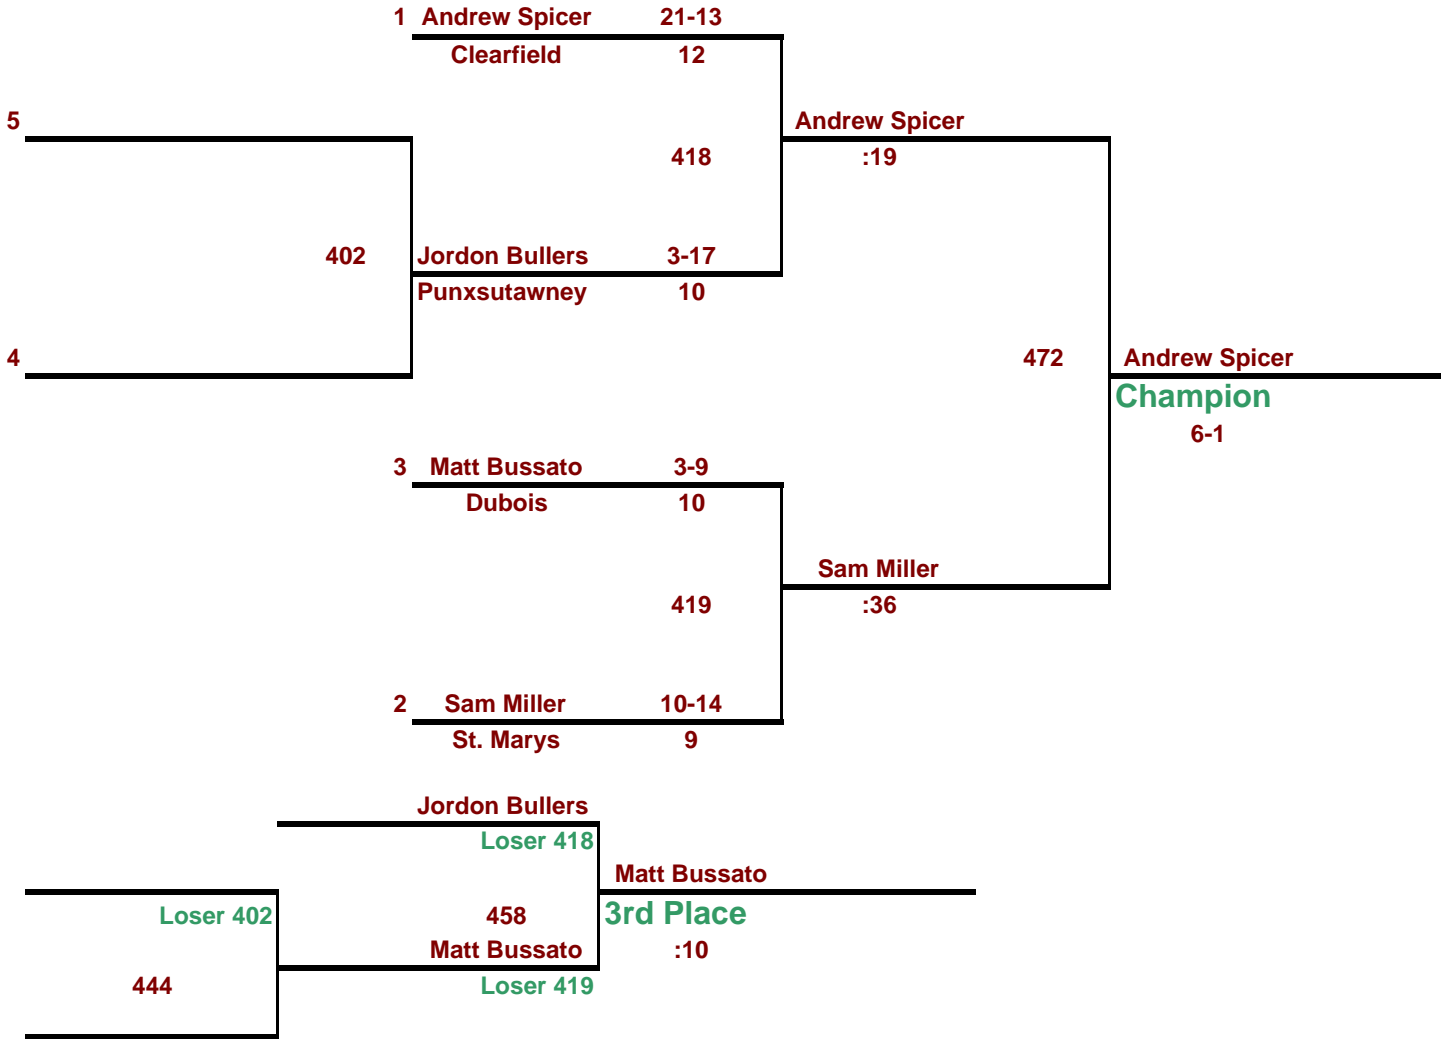 1 Andrew Spicer 21-13
Clearfield 12
5 Andrew Spicer
418 :19
402 Jordon Bullers 3-17
Punxsutawney 10
4 472 Andrew Spicer
Champion
6-1
3 Matt Bussato 3-9
Dubois 10
Sam Miller
419 :36
2 Sam Miller 10-14
St. Marys 9
Jordon Bullers
Loser 418
Matt Bussato
Loser 402 458 3rd Place
Matt Bussato :10
444 Loser 419